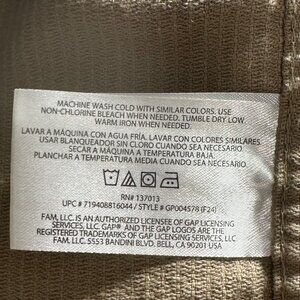 MACHINE WASH COLD WITH SIMILAR COLORS. USE
NON-CHLORINE BLEACH WHEN NEEDED. TUMBLE DRY LOW.
WARM IRON WHEN NEEDED.
LAVAR A MÁQUINA CON AGUA FRÍA. LAVAR CON COLORES SIMILARES
USAR BLANQUEADOR SIN CLORO CUANDO SEA NECESARIO.
SECAR A TEMPERATURA BAJA.
PLANCHAR A TEMPERATURA MEDIA CUANDO SEA NECESARIO.
RN# 137013
UPC # 719408816044 / STYLE # GP004578 (F24)
FAM, LLC. IS AN AUTHORIZED LICENSEE OF GAP LICENSING
SERVICES, LLC. GAP® AND THE GAP LOGOS ARE THE
REGISTERED TRADEMARKS OF GAP LICENSING SERVICES, LLC.
FAM, LLC. 5553 BANDINI BLVD. BELL, CA 90201 USA